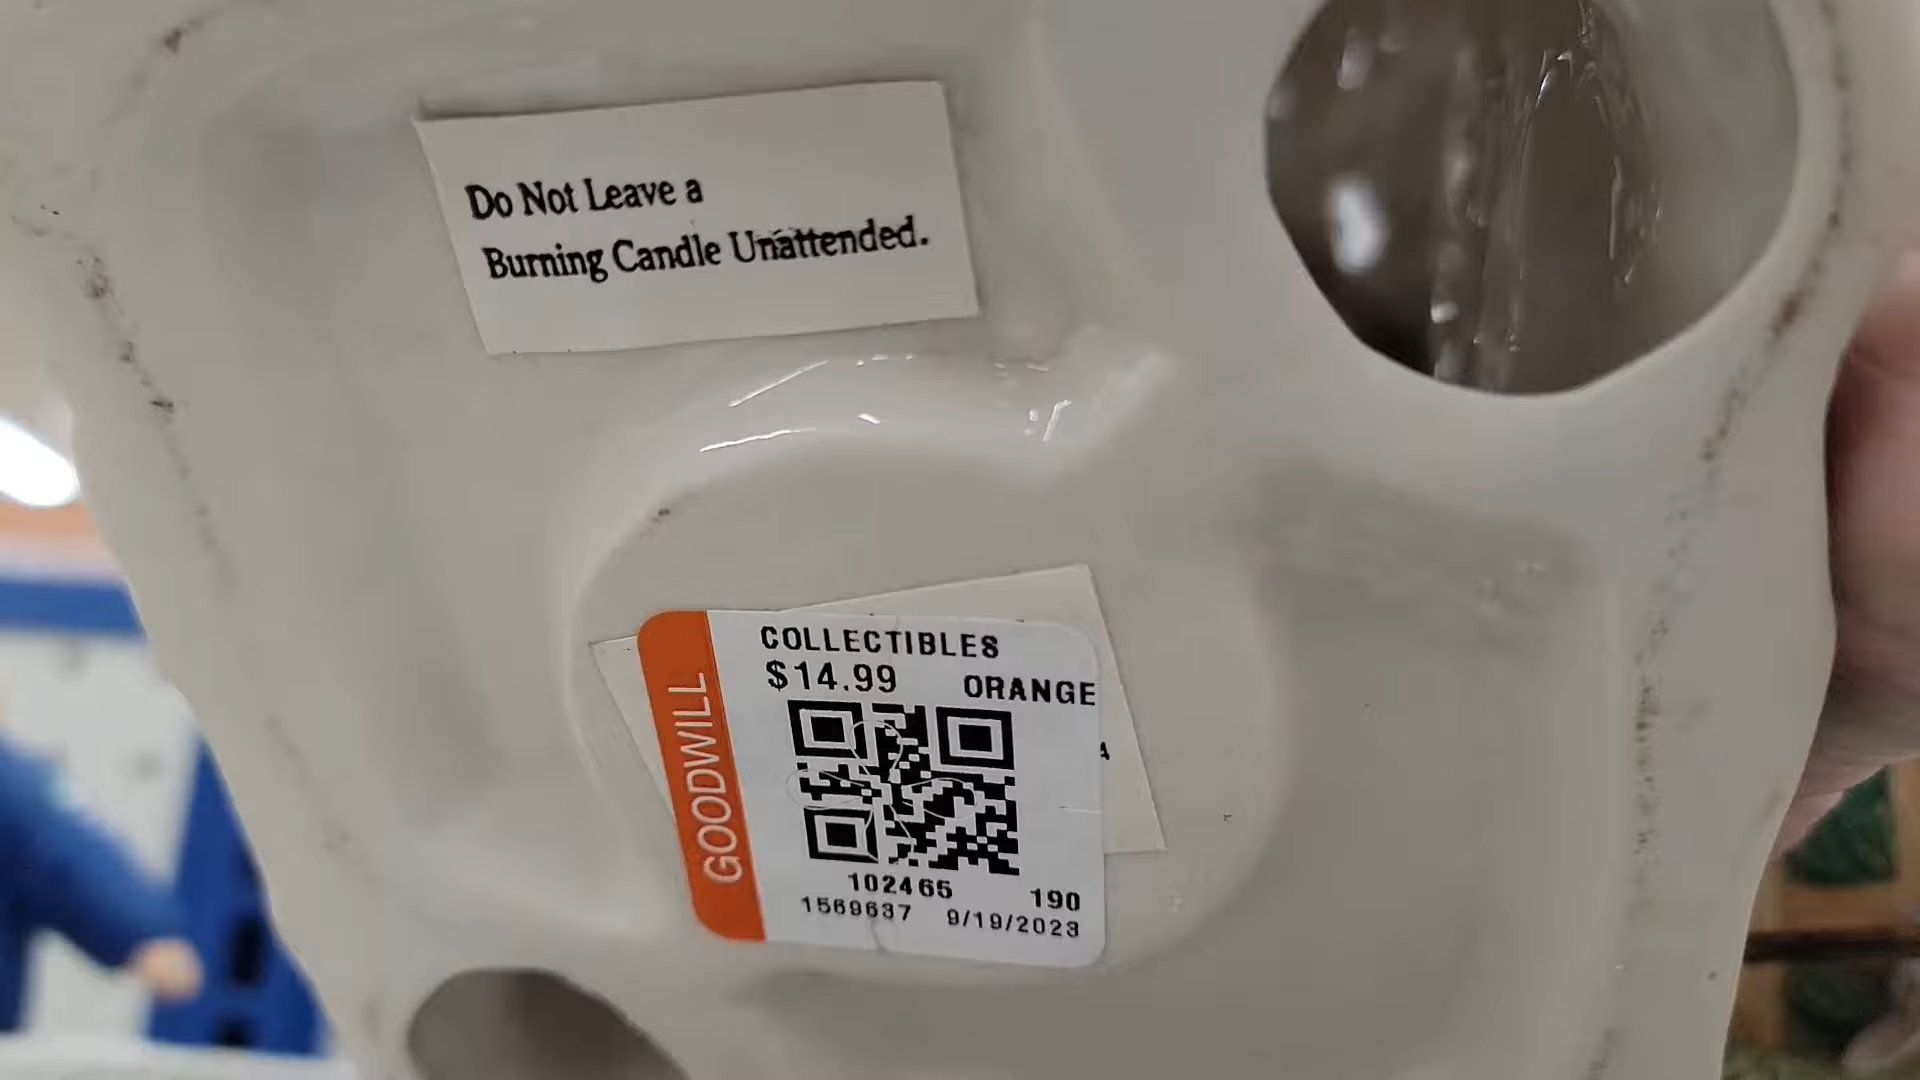 Do Not Leave a
Burning Candle Unattended.
GOODWILL
COLLECTIBLES
$14.99 ORANGE
A
102465 190
1569637 9/19/2023